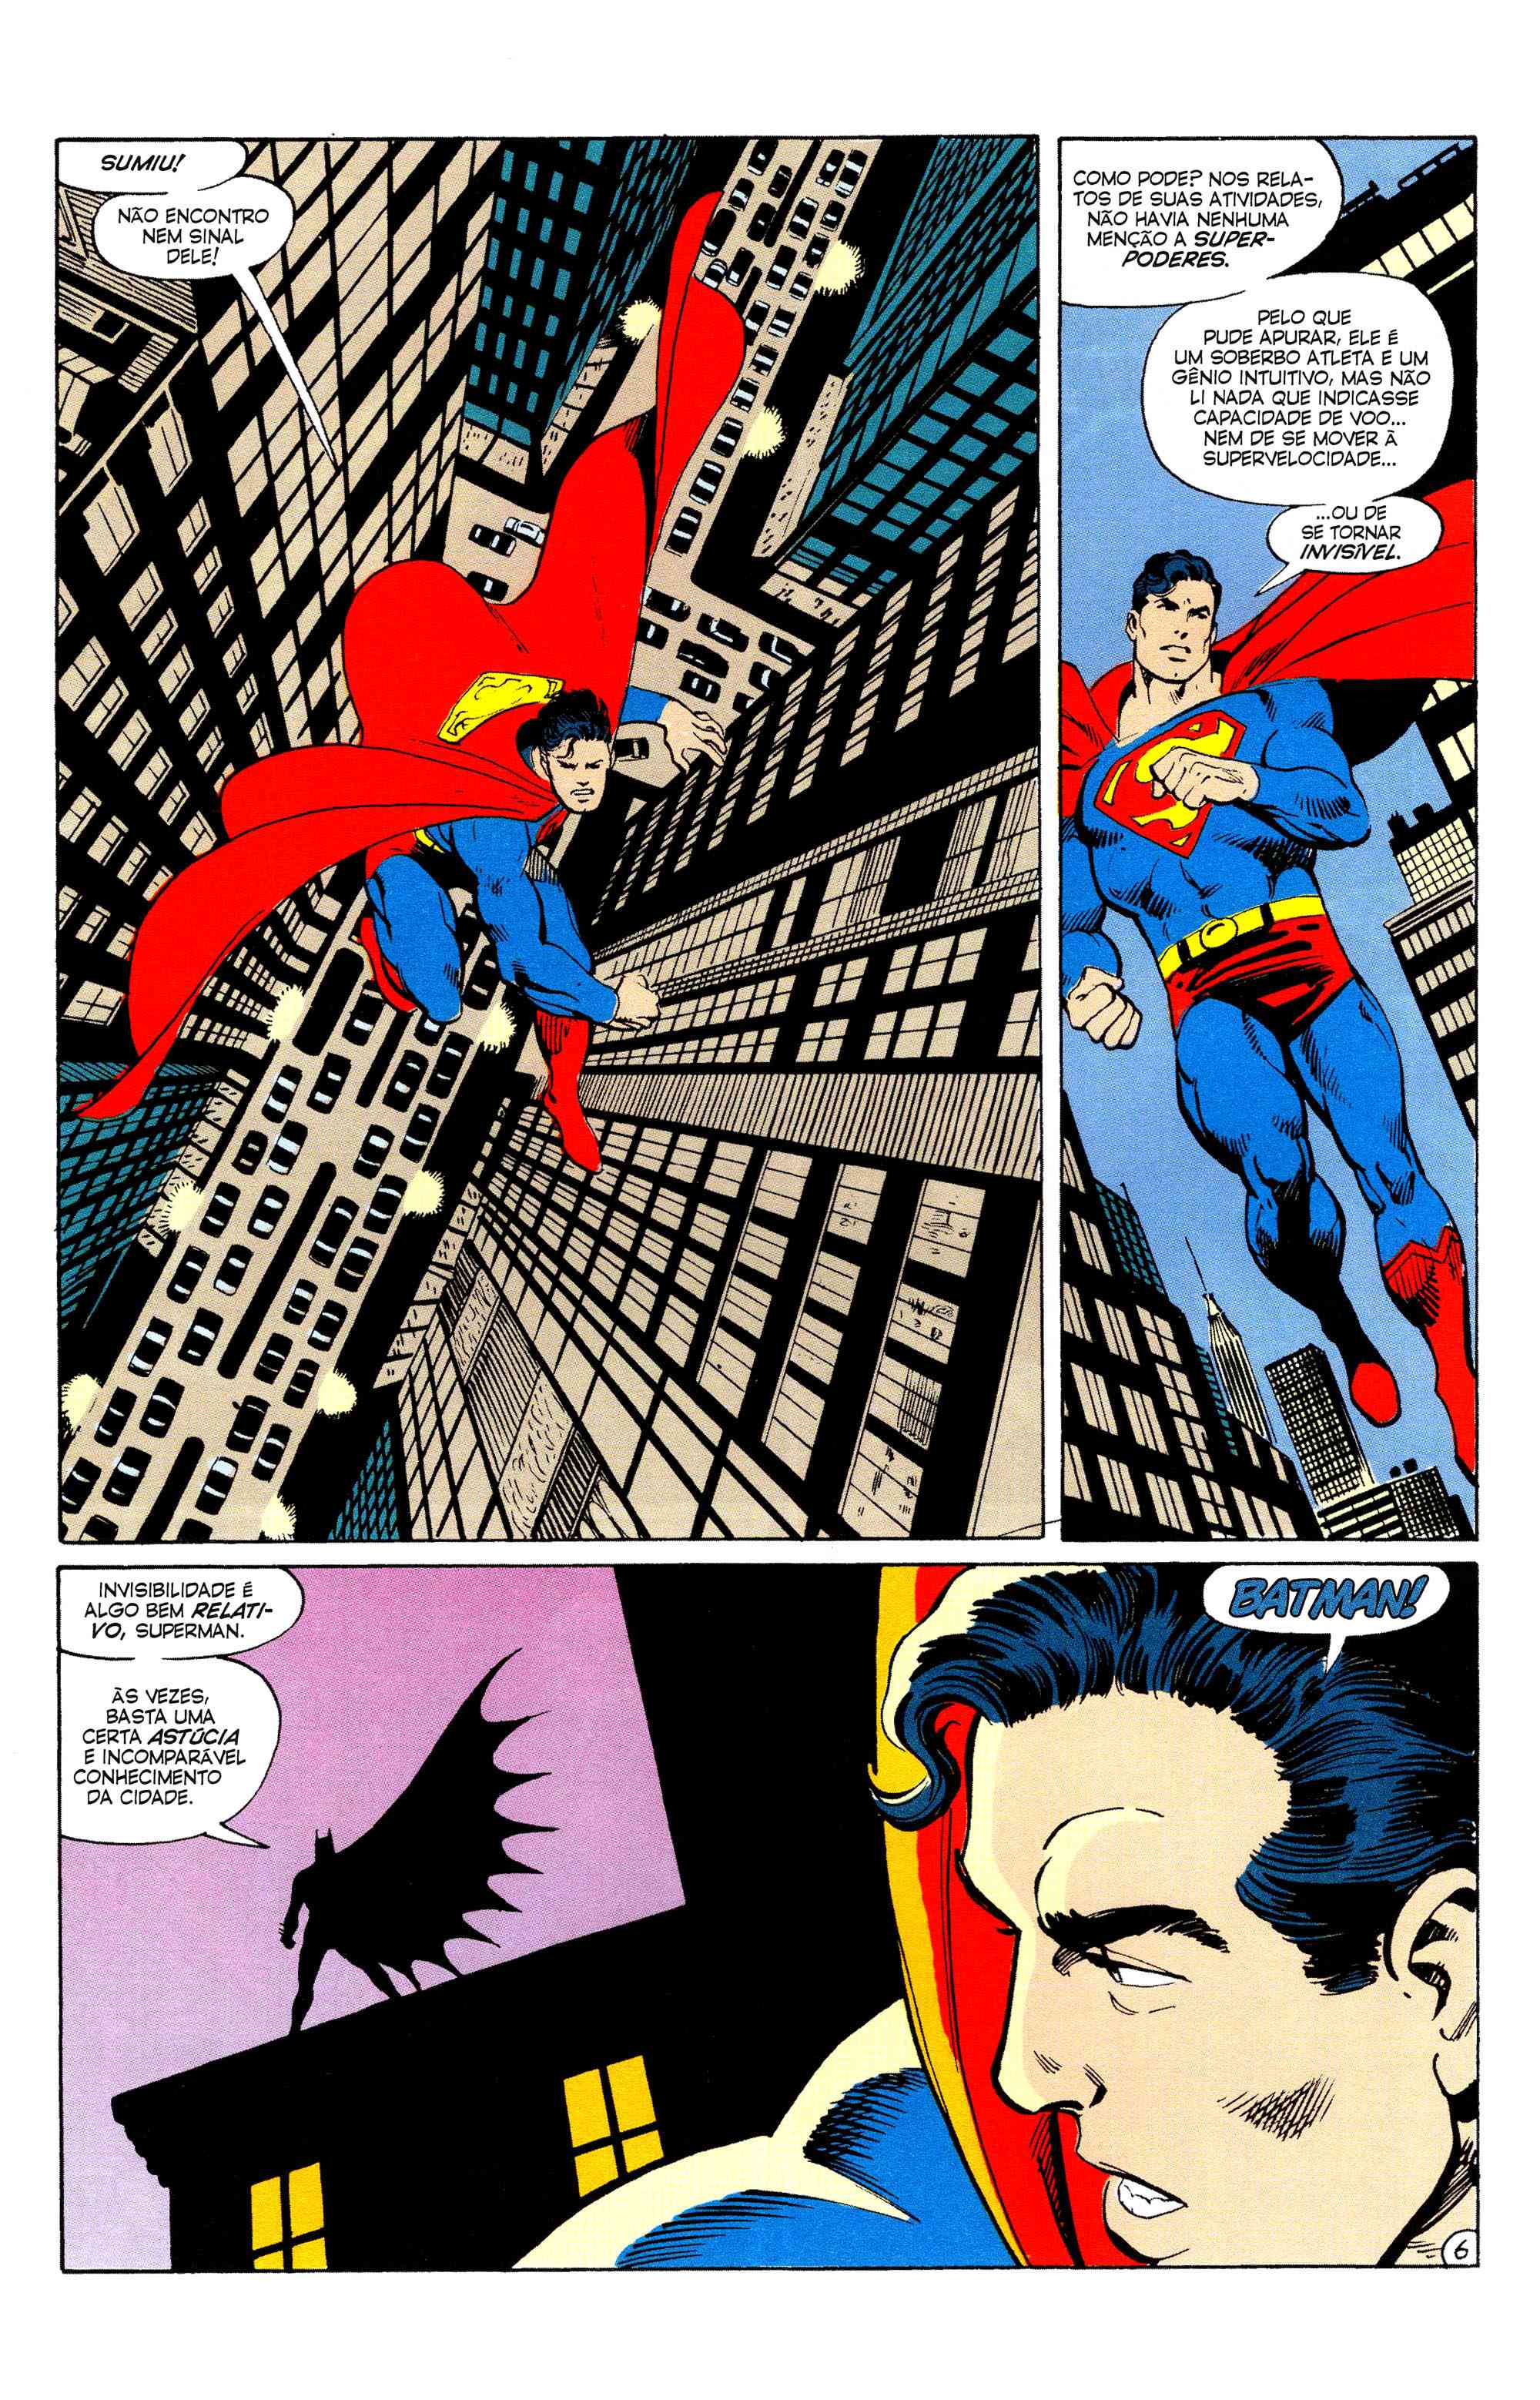 SUMIU!
NÃO ENCONTRO
NEM SINAL
DELE!
COMO PODE? NOS RELA-
TOS DE SUAS ATIVIDADES,
NÃO HAVIA NENHUMA
MENÇÃO A SUPER-
PODERES.
PELO QUE
PUDE APURAR, ELE É
UM SOBERBO ATLETA E UM
GÊNIO INTUITIVO, MAS NÃO
LI NADA QUE INDICASSE
CAPACIDADE DE VOO...
NEM DE SE MOVER À
SUPERVELOCIDADE...
...OU DE
SE TORNAR
INVISÍVEL.
INVISIBILIDADE É
ALGO BEM RELATI-
VO, SUPERMAN.
ÀS VEZES,
BASTA UMA
CERTA ASTÚCIA
E INCOMPARÁVEL
CONHECIMENTO
DA CIDADE.
BATMAN!
6